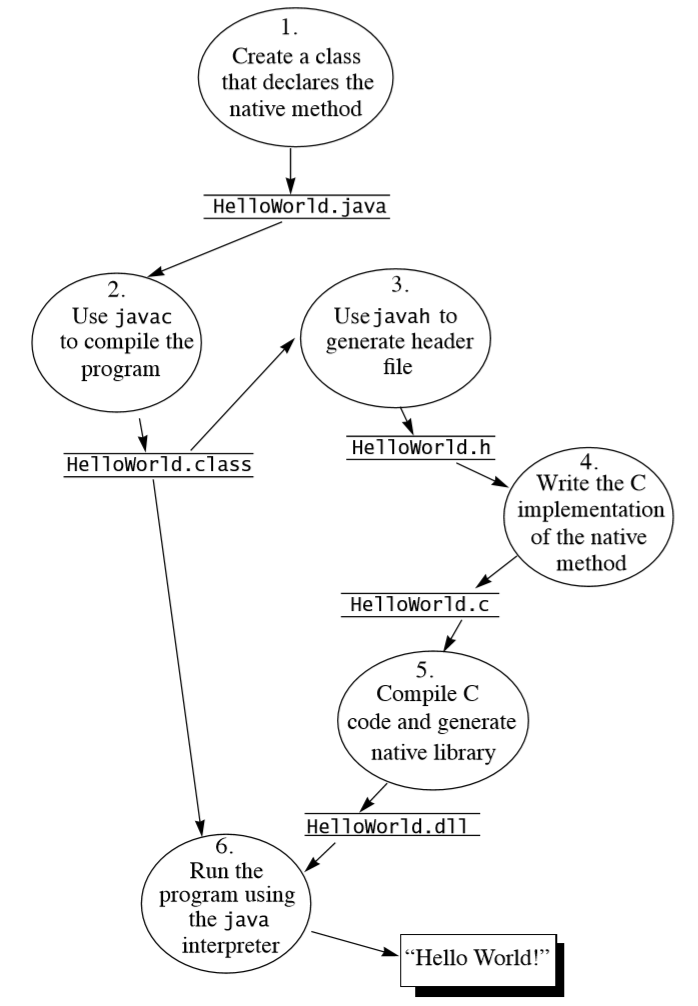 1.
Create a class
that declares the
native method
HelloWorld.java
2.
Use javac
to compile the
program
3.
Use javah to
generate header
file
HelloWorld.class
HelloWorld.h
4.
Write the C
implementation
of the native
method
HelloWorld.c
5.
Compile C
code and generate
native library
HelloWorld.dll
6.
Run the
program using
the java
interpreter
“Hello World!”